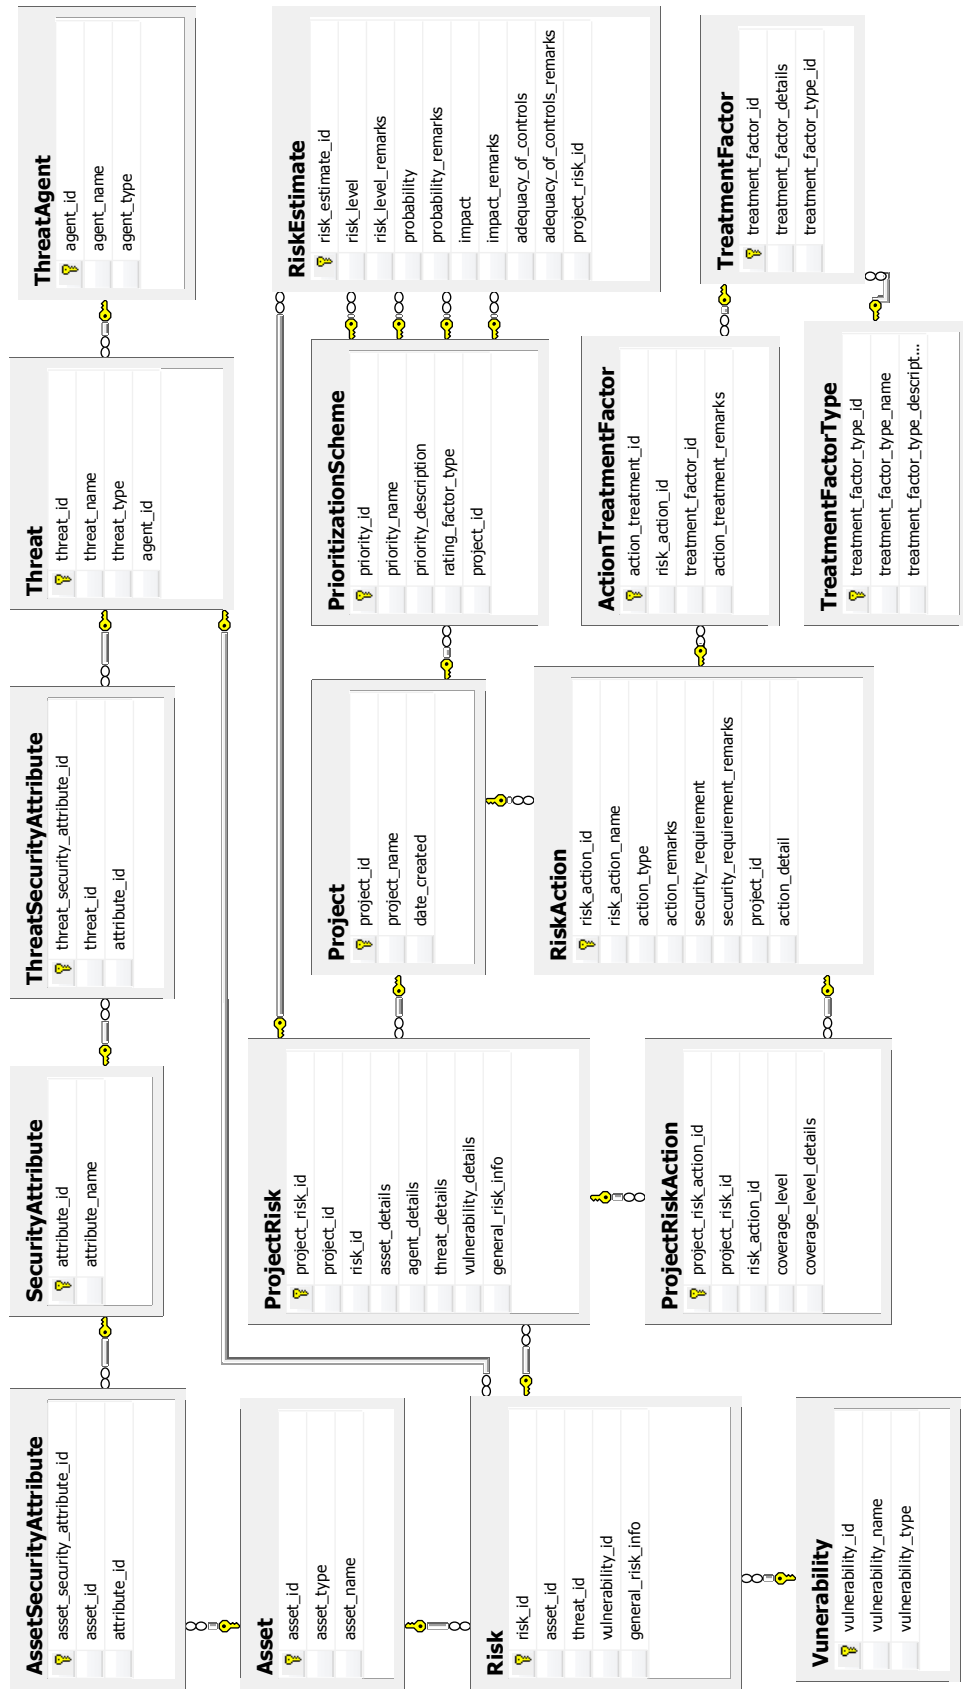 AssetSecurityAttribute
asset_security_attribute_id
asset_id
attribute_id
SecurityAttribute
attribute_id
attribute_name
ThreatSecurityAttribute
threat_security_attribute_id
threat_id
attribute_id
Threat
threat_id
threat_name
threat_type
agent_id
ThreatAgent
agent_id
agent_name
agent_type
Asset
asset_id
asset_type
asset_name
ProjectRisk
project_risk_id
project_id
risk_id
asset_details
agent_details
threat_details
vulnerability_details
general_risk_info
Project
project_id
project_name
date_created
PrioritizationScheme
priority_id
priority_name
priority_description
rating_factor_type
project_id
RiskEstimate
risk_estimate_id
risk_level
risk_level_remarks
probability
probability_remarks
impact
impact_remarks
adequacy_of_controls
adequacy_of_controls_remarks
project_risk_id
Risk
risk_id
asset_id
threat_id
vulnerability_id
general_risk_info
RiskAction
risk_action_id
risk_action_name
action_type
action_remarks
security_requirement
security_requirement_remarks
project_id
action_detail
ActionTreatmentFactor
action_treatment_id
risk_action_id
treatment_factor_id
action_treatment_remarks
ProjectRiskAction
project_risk_action_id
project_risk_id
risk_action_id
coverage_level
coverage_level_details
TreatmentFactor
treatment_factor_id
treatment_factor_details
treatment_factor_type_id
Vunerability
vulnerability_id
vulnerability_name
vulnerability_type
TreatmentFactorType
treatment_factor_type_id
treatment_factor_type_name
treatment_factor_type_descript...